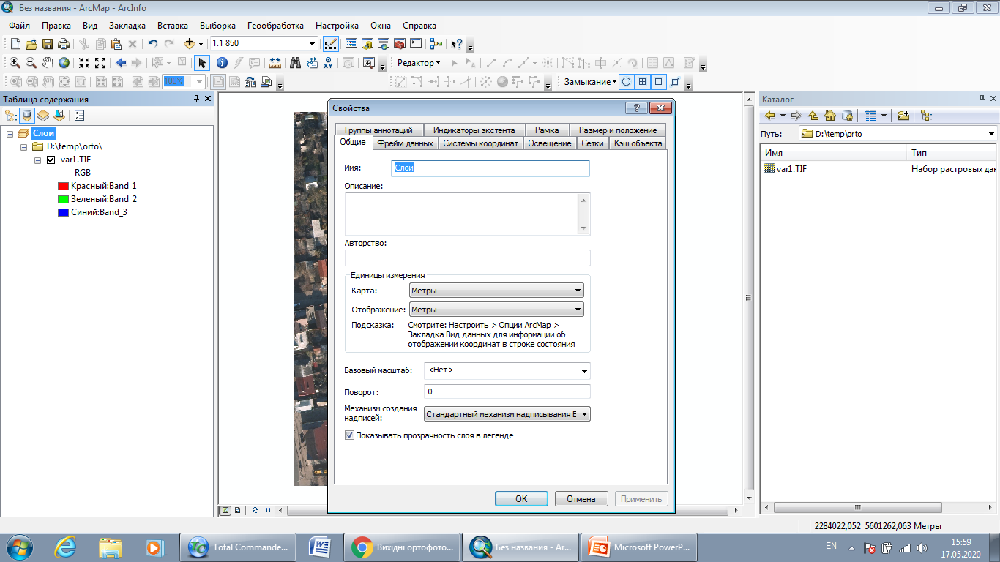 Без названия - ArcMap - ArcInfo
Файл Правка Вид Закладка Вставка Выборка Геообработка Настройка Окна Справка
1:1 850
Редактор
100%
Замыкание
Таблица содержания
Слои
D:\temp\orto\
var1.TIF
RGB
Красный:Band_1
Зеленый:Band_2
Синий:Band_3
Свойства
Группы аннотаций Индикаторы экстента Рамка Размер и положение
Общие Фрейм данных Системы координат Освещение Сетки Кэш объекта
Имя: Слои
Описание:
Авторство:
Единицы измерения
Карта: Метры
Отображение: Метры
Подсказка: Смотрите: Настроить > Опции ArcMap >
Закладка Вид данных для информации об
отображении координат в строке состояния
Базовый масштаб: <Нет>
Поворот: 0
Механизм создания
надписей: Стандартный механизм надписывания E
Показывать прозрачность слоя в легенде
OK Отмена Применить
Каталог
Путь: D:\temp\orto
Имя Тип
var1.TIF Набор растровых дан
2284022,052 5601262,063 Метры
Total Commande... Вихідні ортофото... Без названия - Ar... Microsoft PowerP...
EN
15:59
17.05.2020